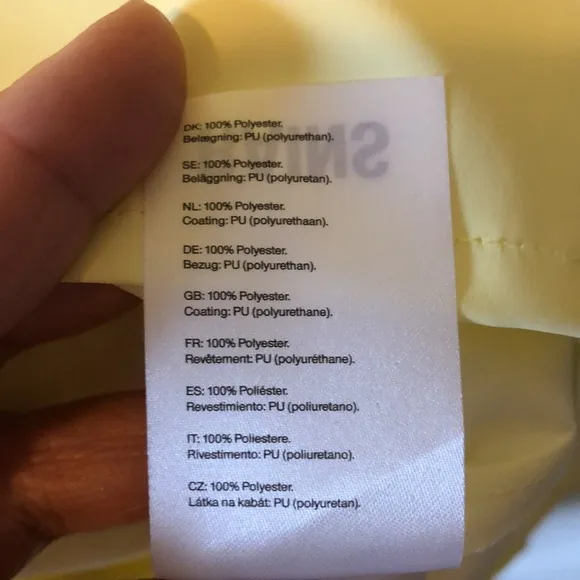 DK: 100% Polyester.
Belægning: PU (polyurethan).
SE: 100% Polyester.
Beläggning: PU (polyuretan).
NL: 100% Polyester.
Coating: PU (polyurethaan).
DE: 100% Polyester.
Bezug: PU (polyurethan).
GB: 100% Polyester.
Coating: PU (polyurethane).
FR: 100% Polyester.
Revêtement: PU (polyuréthane).
ES: 100% Poliéster.
Revestimiento: PU (poliuretano).
IT: 100% Poliestere.
Rivestimento: PU (poliuretano).
CZ: 100% Polyester.
Látka na kabát: PU (polyuretan).